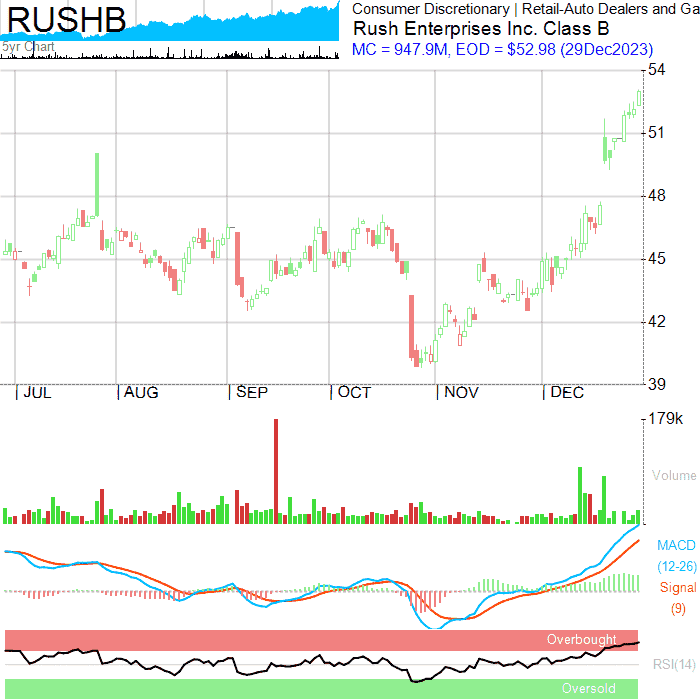 RUSHB
5yr Chart
Consumer Discretionary | Retail-Auto Dealers and Ga
Rush Enterprises Inc. Class B
MC = 947.9M, EOD = $52.98 (29Dec2023)
54
51
48
45
42
39
JUL AUG SEP OCT NOV DEC
179k
Volume
MACD
(12-26)
Signal
(9)
Overbought
RSI(14)
Oversold